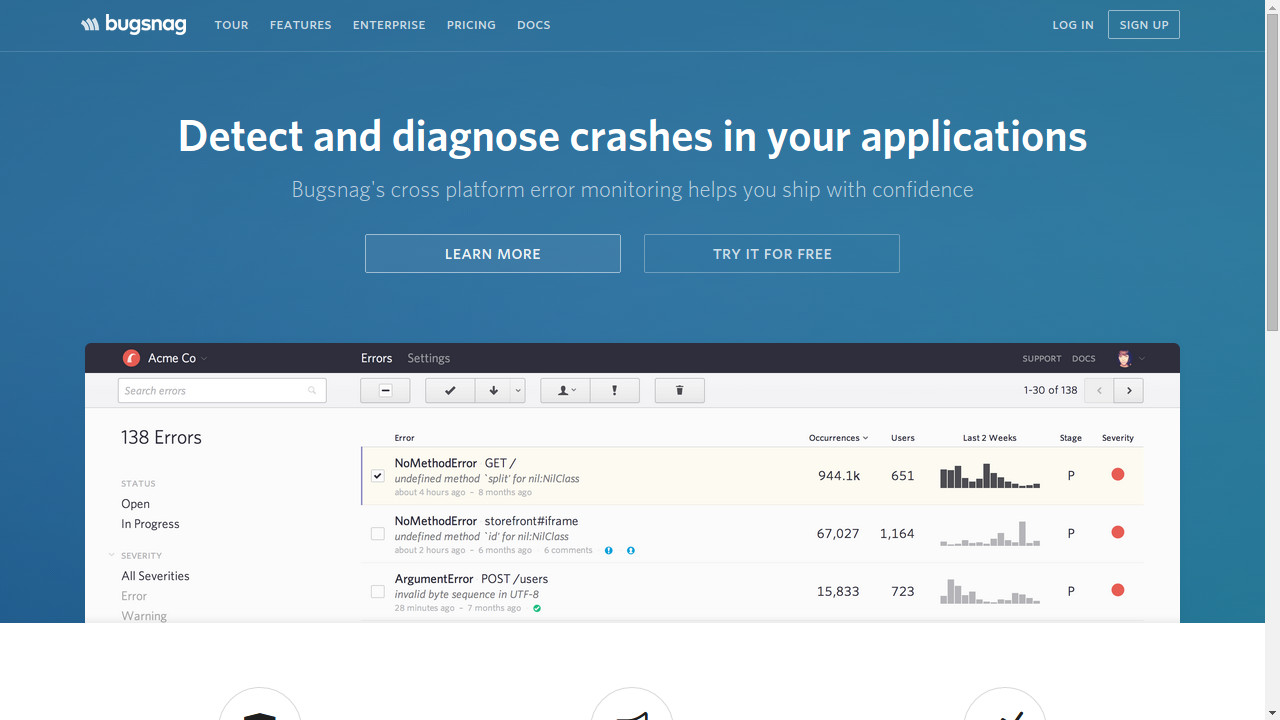 bugsnag TOUR FEATURES ENTERPRISE PRICING DOCS LOG IN SIGN UP
Detect and diagnose crashes in your applications
Bugsnag's cross platform error monitoring helps you ship with confidence
LEARN MORE TRY IT FOR FREE
Acme Co Errors Settings SUPPORT DOCS
Search errors 1-30 of 138
138 Errors
STATUS
Open
In Progress
SEVERITY
All Severities
Error
Warning
Error Occurrences Users Last 2 Weeks Stage Severity
NoMethodError GET / 944.1k 651 P
undefined method `split' for nil:NilClass
about 4 hours ago - 8 months ago
NoMethodError storefront#iframe 67,027 1,164 P
undefined method `id' for nil:NilClass
about 2 hours ago - 6 months ago · 6 comments
ArgumentError POST /users 15,833 723 P
invalid byte sequence in UTF-8
28 minutes ago - 7 months ago